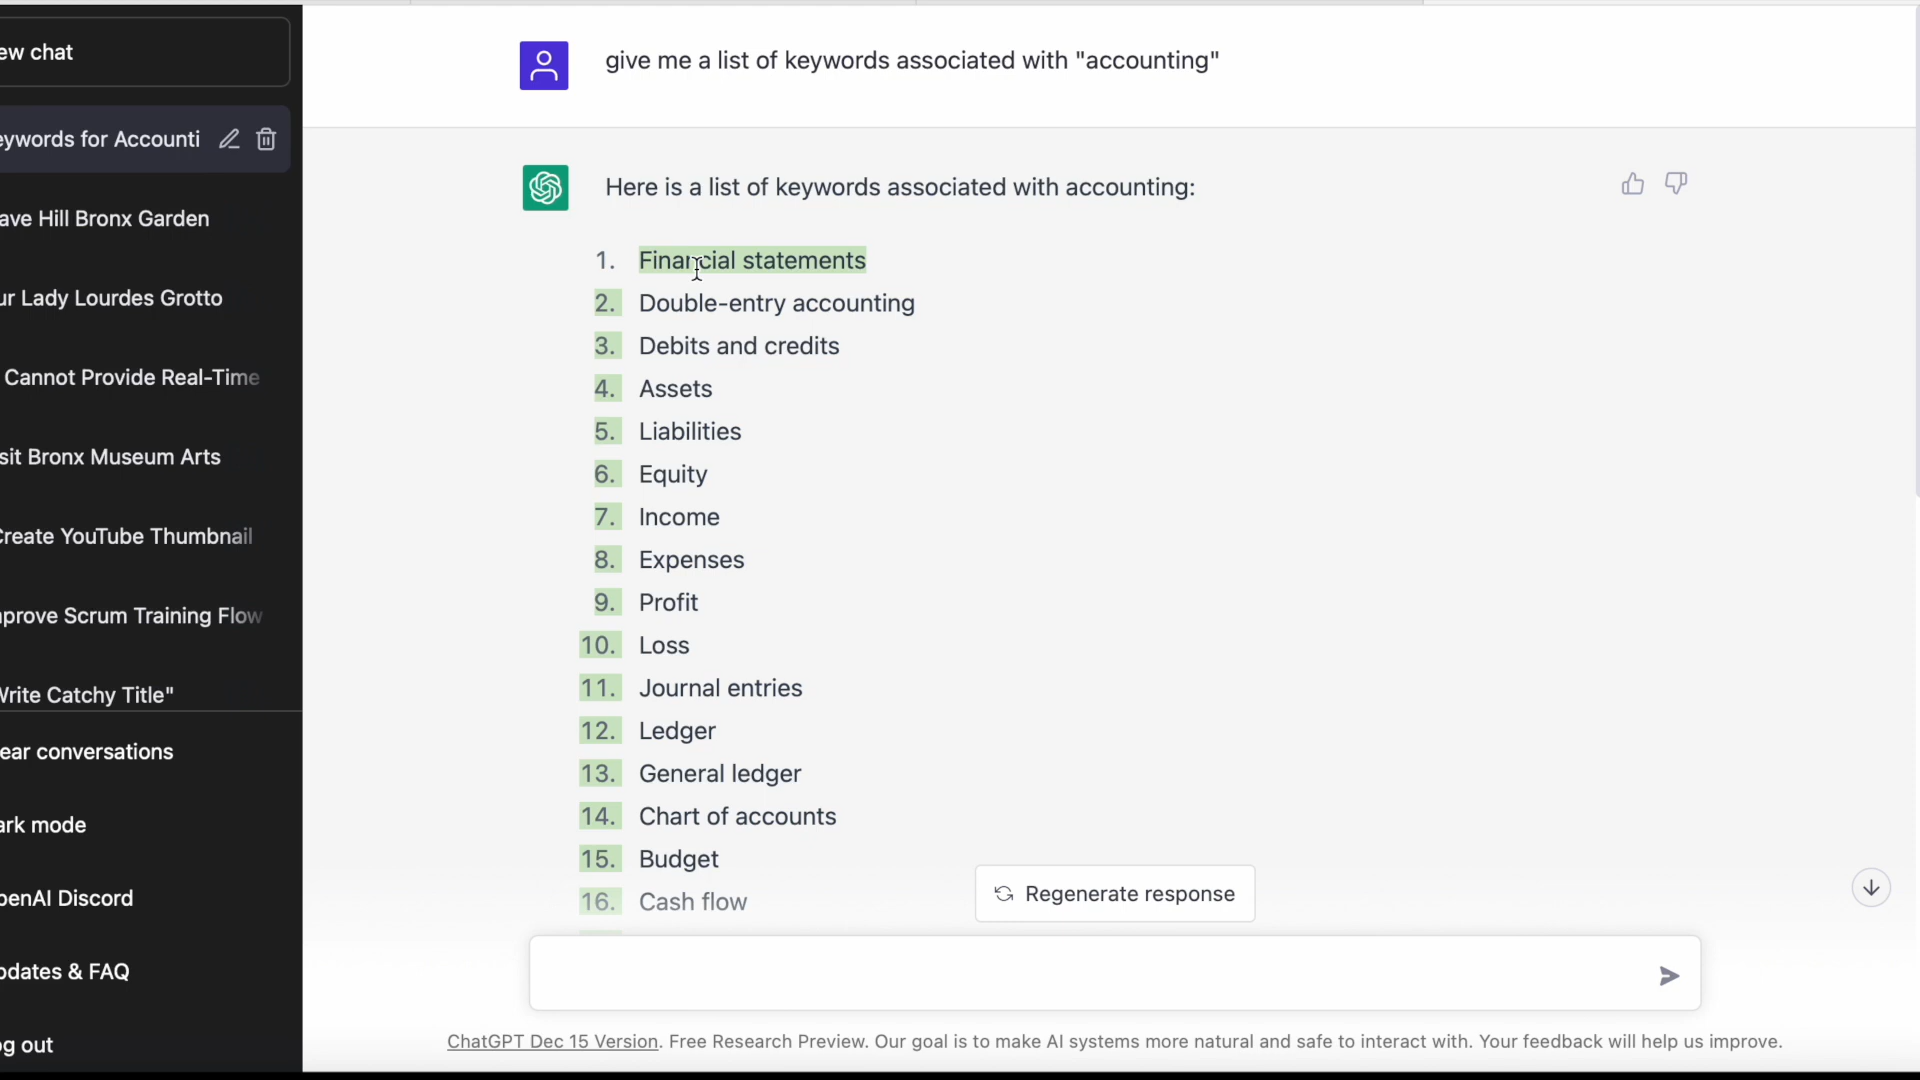 ew chat
eywords for Accounti
ave Hill Bronx Garden
ur Lady Lourdes Grotto
Cannot Provide Real-Time
sit Bronx Museum Arts
Create YouTube Thumbnail
nprove Scrum Training Flow
Write Catchy Title"
ear conversations
ark mode
penAI Discord
pdates & FAQ
og out
give me a list of keywords associated with "accounting"
Here is a list of keywords associated with accounting:
1. Financial statements
2. Double-entry accounting
3. Debits and credits
4. Assets
5. Liabilities
6. Equity
7. Income
8. Expenses
9. Profit
10. Loss
11. Journal entries
12. Ledger
13. General ledger
14. Chart of accounts
15. Budget
16. Cash flow
Regenerate response
ChatGPT Dec 15 Version. Free Research Preview. Our goal is to make AI systems more natural and safe to interact with. Your feedback will help us improve.